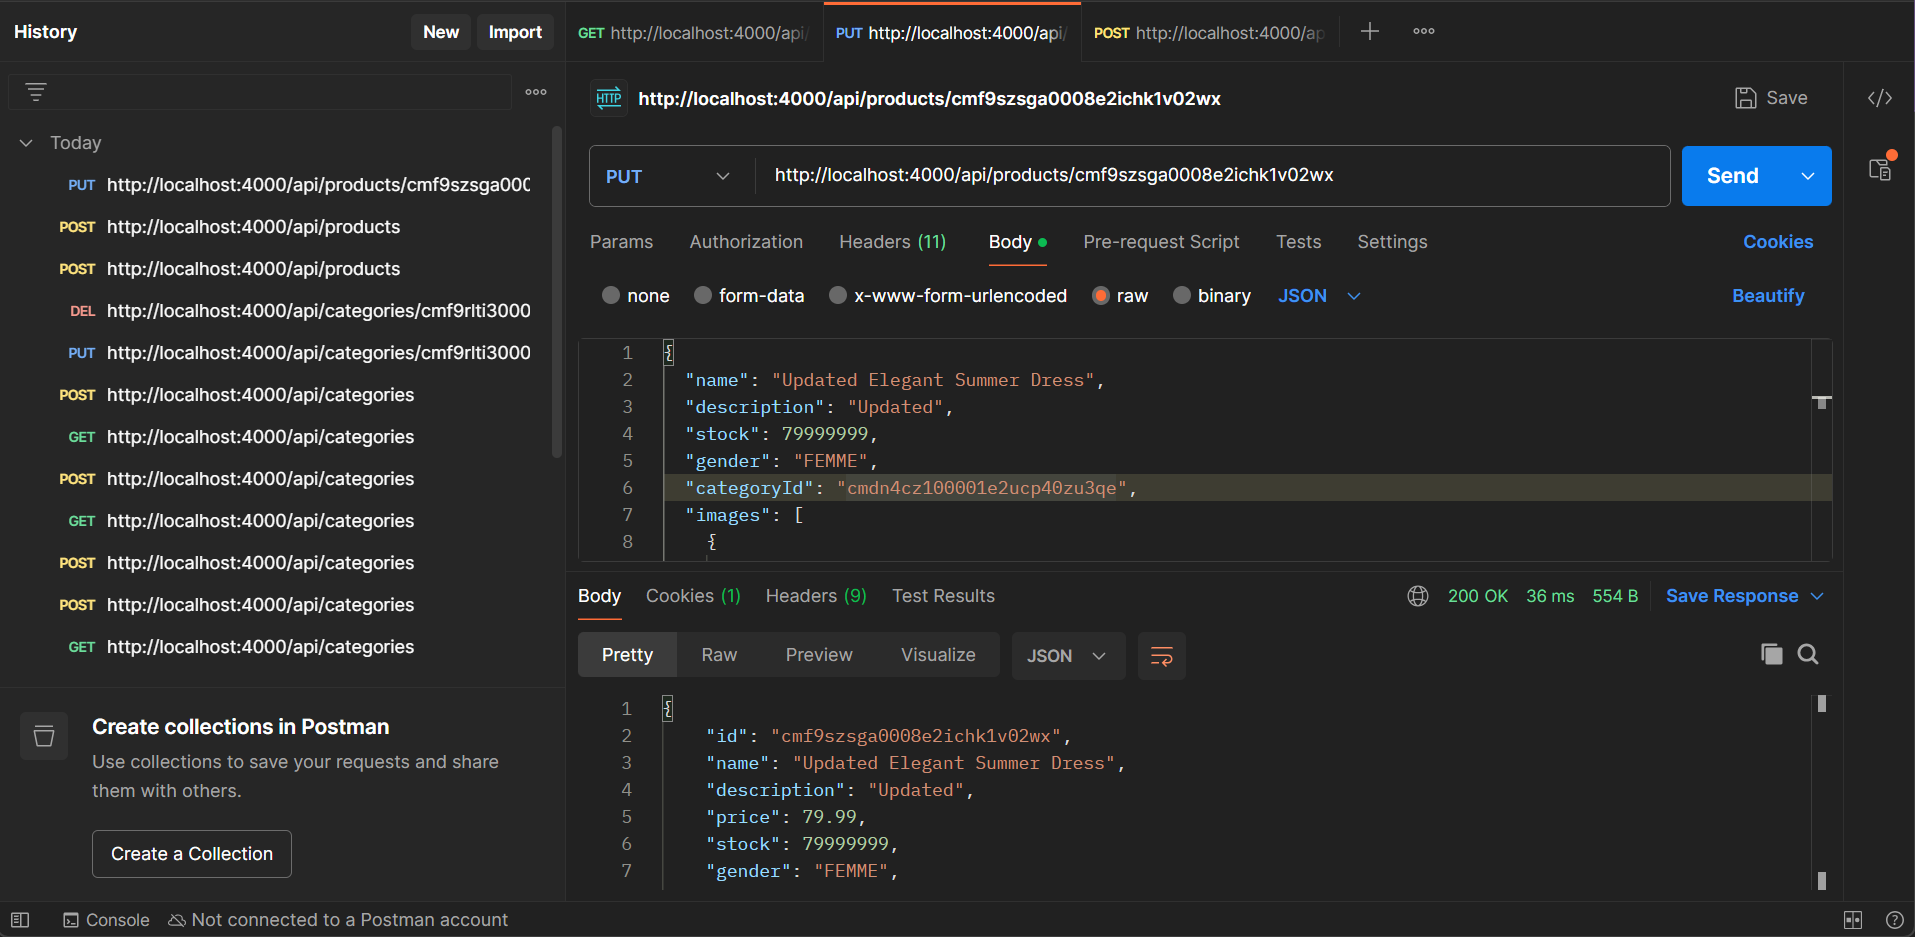 History
New
Import
GET http://localhost:4000/api/
PUT http://localhost:4000/api/
POST http://localhost:4000/ap
HTTP http://localhost:4000/api/products/cmf9szsga0008e2ichk1v02wx
Save
Today
PUT http://localhost:4000/api/products/cmf9szsga000
POST http://localhost:4000/api/products
POST http://localhost:4000/api/products
DEL http://localhost:4000/api/categories/cmf9rlti3000
PUT http://localhost:4000/api/categories/cmf9rlti3000
POST http://localhost:4000/api/categories
GET http://localhost:4000/api/categories
POST http://localhost:4000/api/categories
GET http://localhost:4000/api/categories
POST http://localhost:4000/api/categories
POST http://localhost:4000/api/categories
GET http://localhost:4000/api/categories
Create collections in Postman
Use collections to save your requests and share
them with others.
Create a Collection
PUT http://localhost:4000/api/products/cmf9szsga0008e2ichk1v02wx
Send
Params Authorization Headers (11) Body Pre-request Script Tests Settings Cookies
none form-data x-www-form-urlencoded raw binary JSON Beautify
1 {
2 "name": "Updated Elegant Summer Dress",
3 "description": "Updated",
4 "stock": 79999999,
5 "gender": "FEMME",
6 "categoryId": "cmdn4cz100001e2ucp40zu3qe",
7 "images": [
8 {
Body Cookies (1) Headers (9) Test Results 200 OK 36 ms 554 B Save Response
Pretty Raw Preview Visualize JSON
1 {
2 "id": "cmf9szsga0008e2ichk1v02wx",
3 "name": "Updated Elegant Summer Dress",
4 "description": "Updated",
5 "price": 79.99,
6 "stock": 79999999,
7 "gender": "FEMME",
Console Not connected to a Postman account